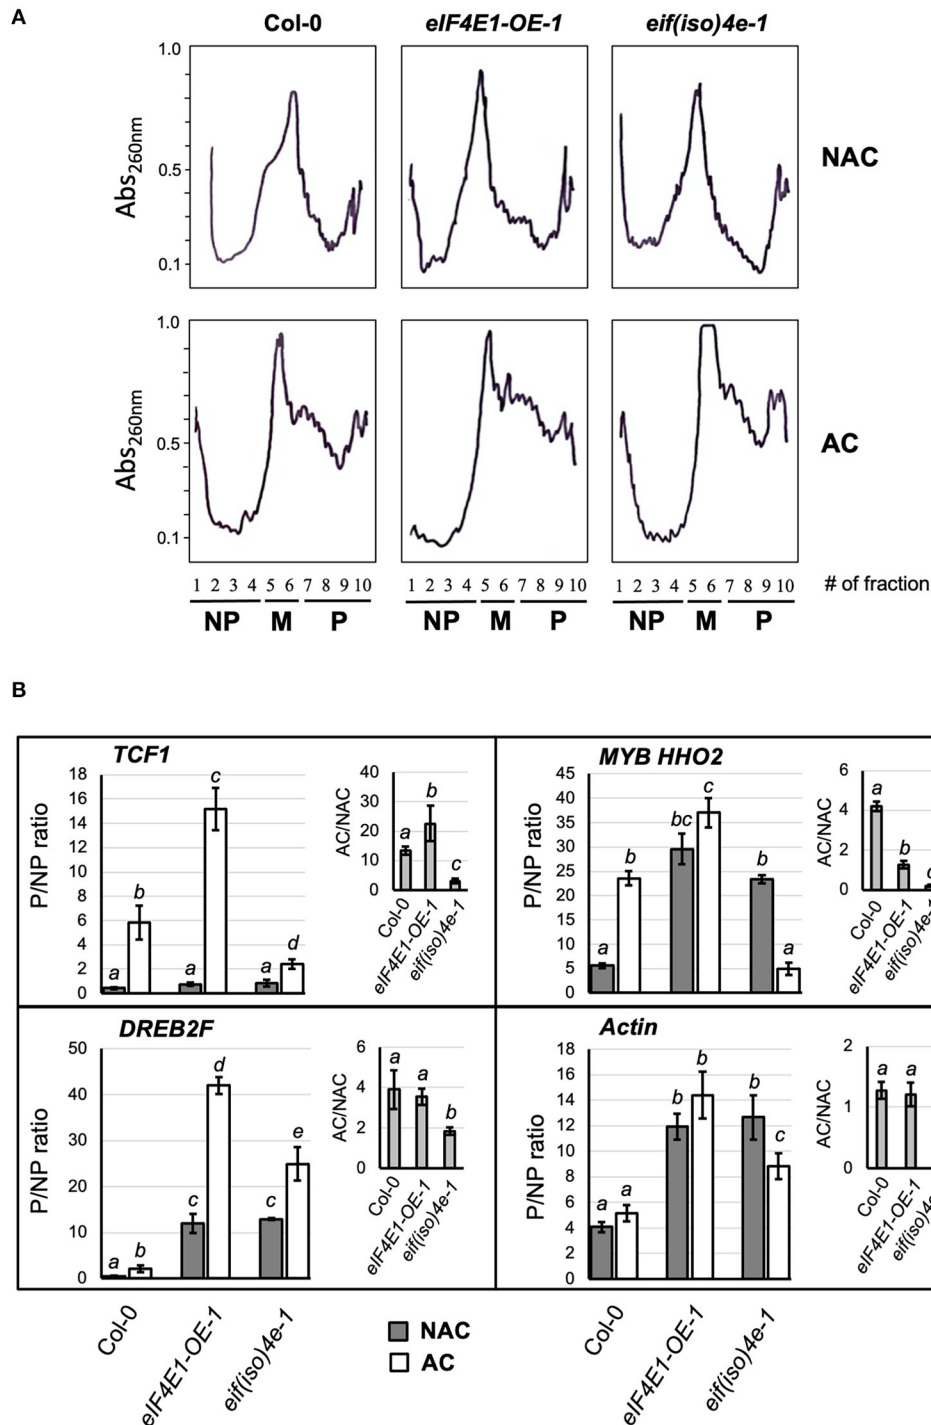 A
Col-0 eIF4E1-OE-1 eif(iso)4e-1
1.0
0.5
0.1
Abs260nm
NAC
1.0
0.5
0.1
Abs260nm
AC
1 2 3 4 5 6 7 8 9 10 1 2 3 4 5 6 7 8 9 10 1 2 3 4 5 6 7 8 9 10 # of fraction
NP M P NP M P NP M P
B
TCF1
P/NP ratio
18
16
14
12
10
8
6
4
2
0
a b a c a d
AC/NAC
40
30
20
10
0
a b c
Col-0 eIF4E1-OE-1 eif(iso)4e-1
MYB HHO2
P/NP ratio
45
40
35
30
25
20
15
10
5
0
a b bc c b a
AC/NAC
6
4
2
0
a b
Col-0 eIF4E1-OE-1
DREB2F
P/NP ratio
50
40
30
20
10
0
a b c d c e
AC/NAC
6
4
2
0
a a b
Col-0 eIF4E1-OE-1 eif(iso)4e-1
Actin
P/NP ratio
18
16
14
12
10
8
6
4
2
0
a a b b b c
AC/NAC
2
1
0
a a
Col-0 eIF4E1-OE-1
Col-0 eIF4E1-OE-1 eif(iso)4e-1
NAC
AC
Col-0 eIF4E1-OE-1 eif(iso)4e-1